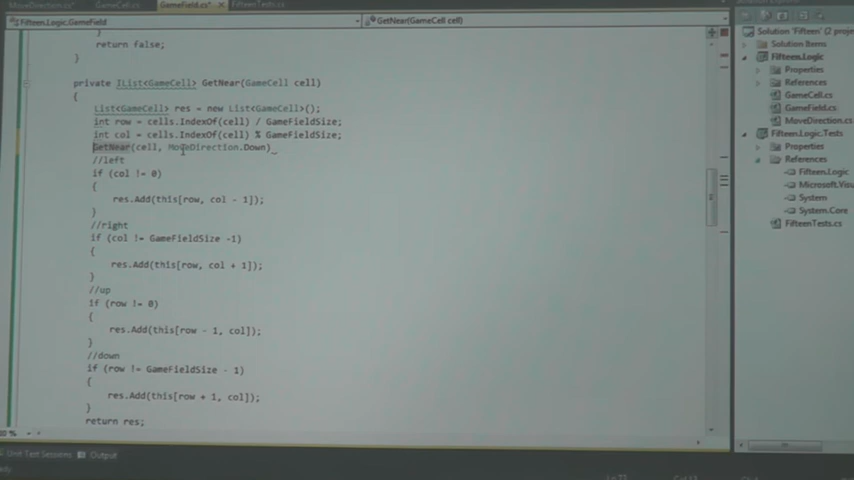 MoveDirection.cs*
GameCell.cs
GameField.cs*
FifteenTests.cs
Fifteen.Logic.GameField
GetNear(GameCell cell)
}
return false;
}
private IList<GameCell> GetNear(GameCell cell)
{
List<GameCell> res = new List<GameCell>();
int row = cells.IndexOf(cell) / GameFieldSize;
int col = cells.IndexOf(cell) % GameFieldSize;
GetNear(cell, MoveDirection.Down)
//left
if (col != 0)
{
res.Add(this[row, col - 1]);
}
//right
if (col != GameFieldSize -1)
{
res.Add(this[row, col + 1]);
}
//up
if (row != 0)
{
res.Add(this[row - 1, col]);
}
//down
if (row != GameFieldSize - 1)
{
res.Add(this[row + 1, col]);
}
return res;
Unit Test Sessions
Output
Solution 'Fifteen' (2 proj
Solution Items
Fifteen.Logic
Properties
References
GameCell.cs
GameField.cs
MoveDirection.cs
Fifteen.Logic.Tests
Properties
References
Fifteen.Logic
Microsoft.Visu
System
System.Core
FifteenTests.cs